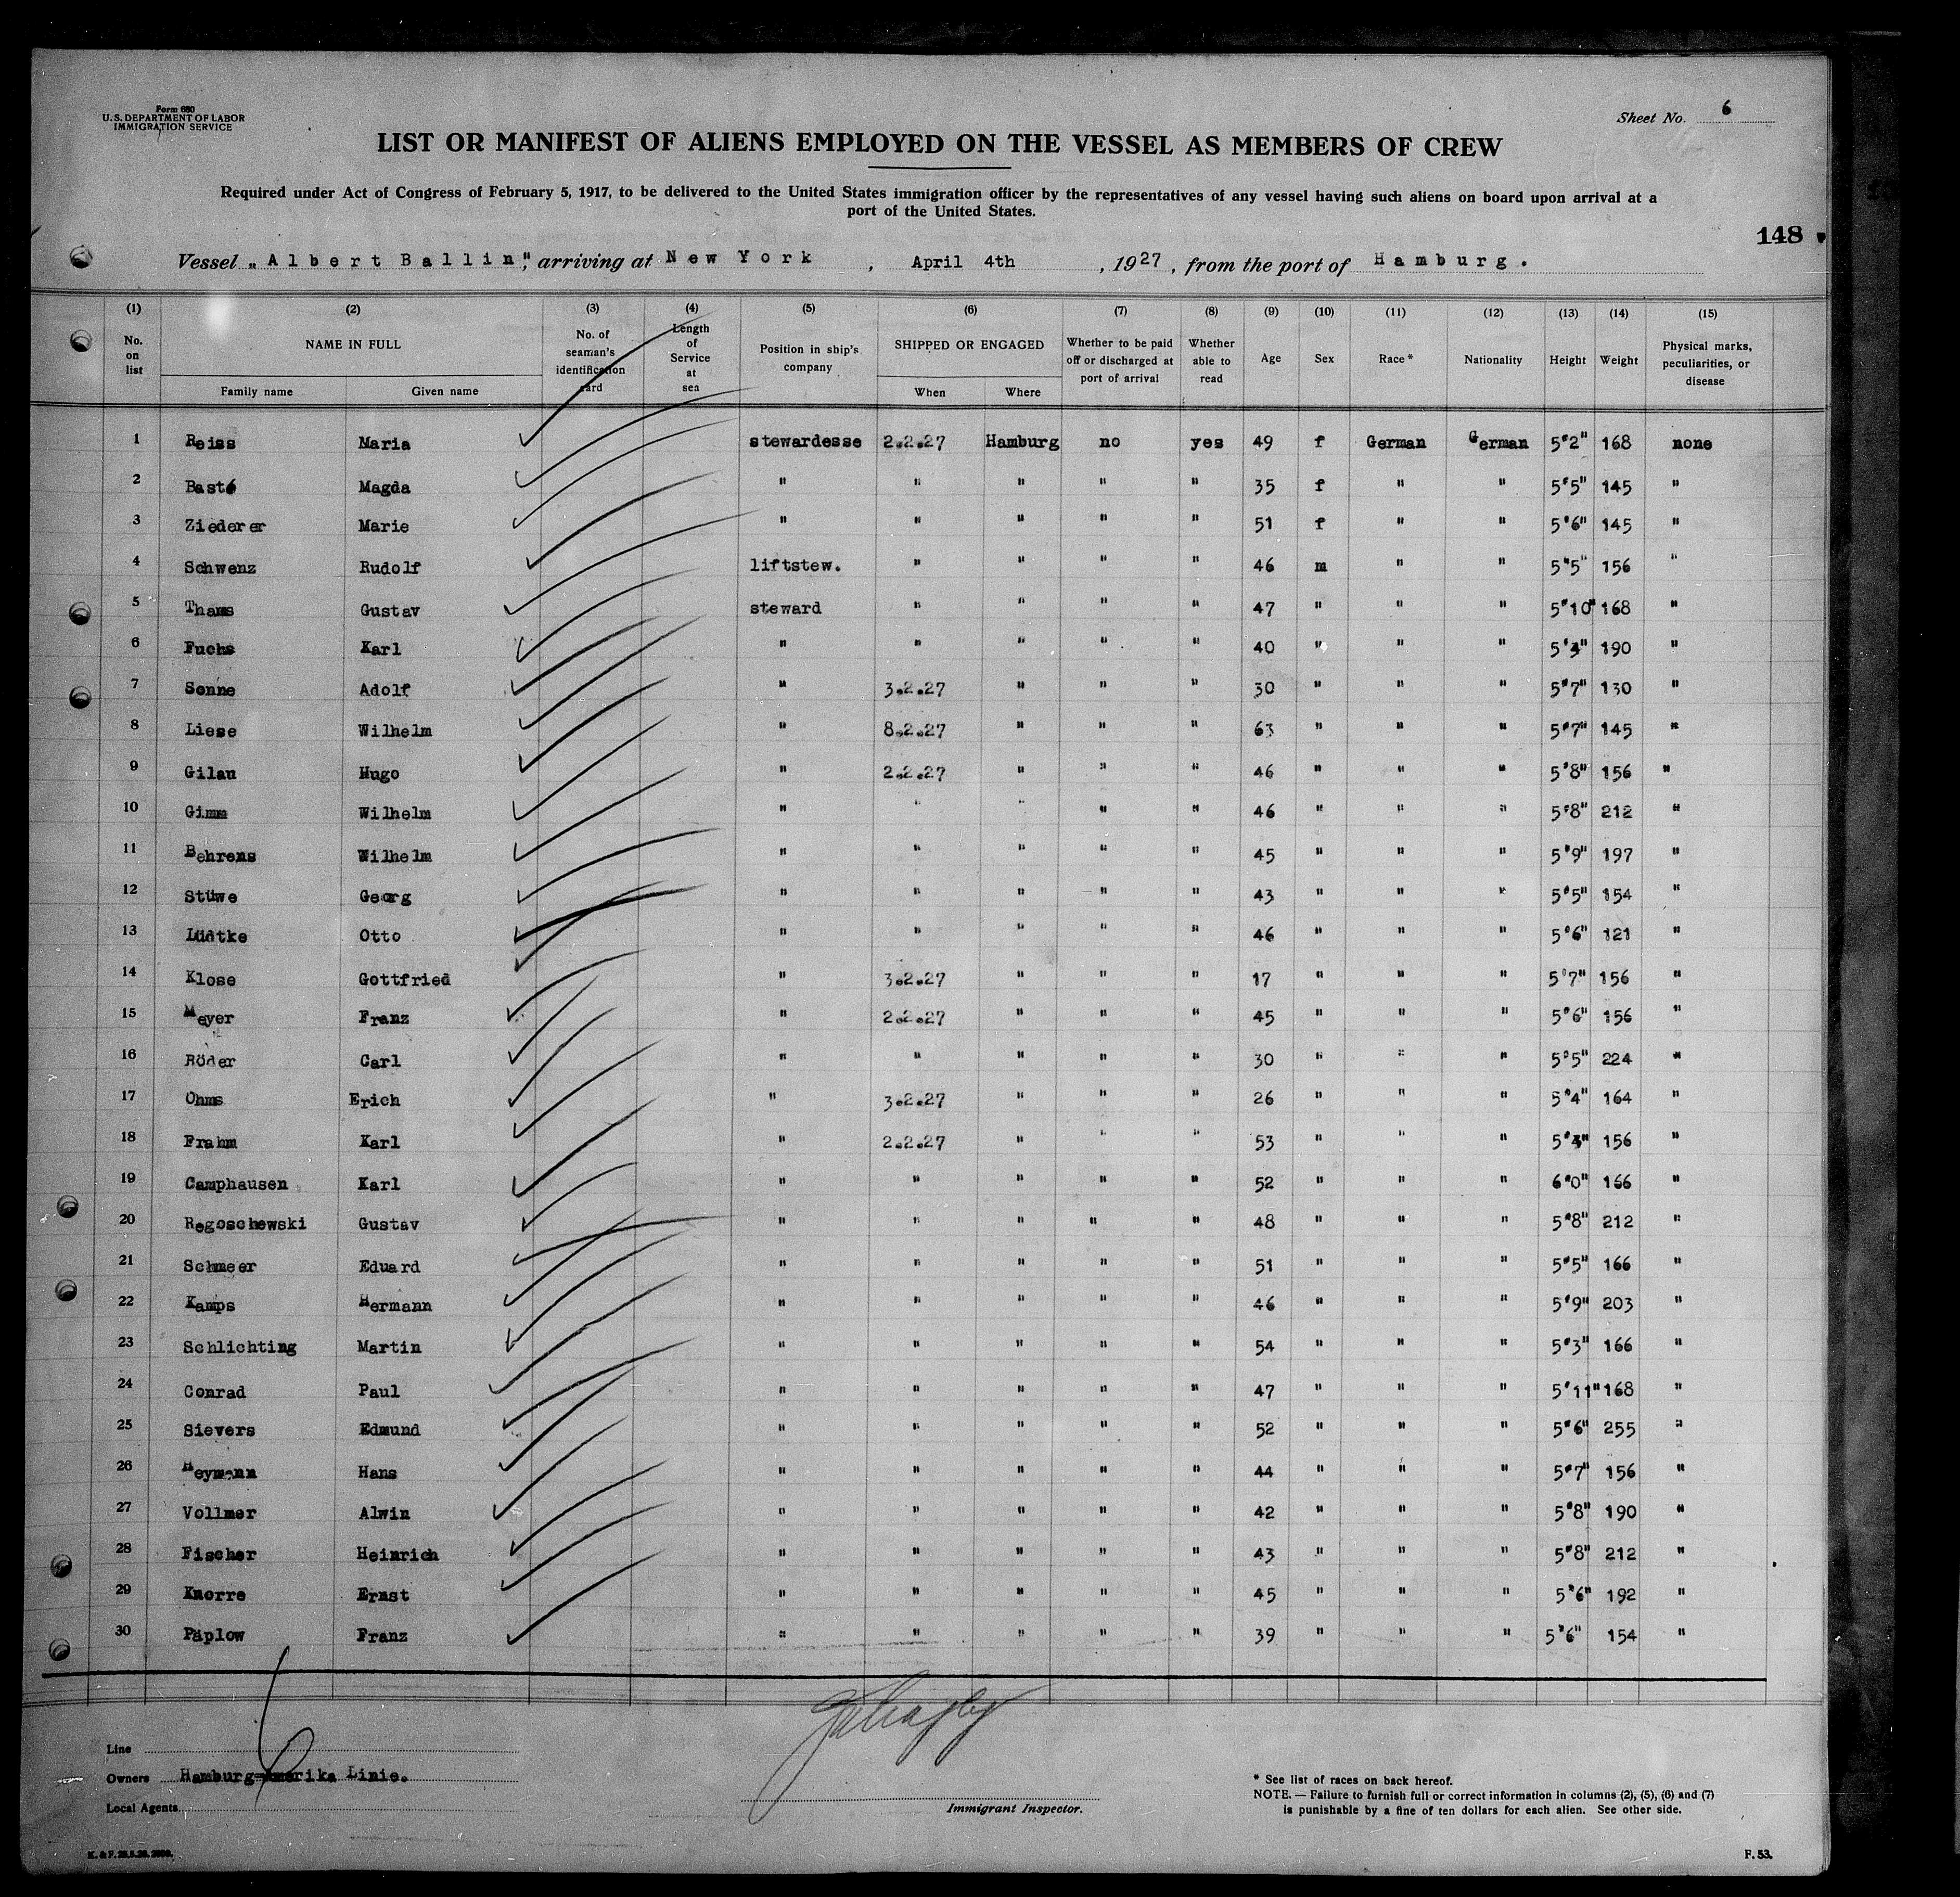 Form 680
U. S. DEPARTMENT OF LABOR
IMMIGRATION SERVICE
Sheet No. 6
LIST OR MANIFEST OF ALIENS EMPLOYED ON THE VESSEL AS MEMBERS OF CREW
Required under Act of Congress of February 5, 1917, to be delivered to the United States immigration officer by the representatives of any vessel having such aliens on board upon arrival at a
port of the United States.
148
Vessel „Albert Ballin", arriving at New York, April 4th, 1927, from the port of Hamburg.
(1) (2) (3) (4) (5) (6) (7) (8) (9) (10) (11) (12) (13) (14) (15)
No. on list NAME IN FULL Family name Given name No. of seaman's identification card Length of Service at sea Position in ship's company SHIPPED OR ENGAGED When Where Whether to be paid off or discharged at port of arrival Whether able to read Age Sex Race * Nationality Height Weight Physical marks, peculiarities, or disease
1 Reiss Maria stewardesse 2.2.27 Hamburg no yes 49 f German German 5'2" 168 none
2 Basté Magda " " " " " 35 f " " 5'5" 145 "
3 Ziederer Marie " " " " " 51 f " " 5'6" 145 "
4 Schwenz Rudolf liftstew. " " " " 46 m " " 5'5" 156 "
5 Thams Gustav steward " " " " 47 " " " 5'10" 168 "
6 Fuchs Karl " " " " " 40 " " " 5'4" 190 "
7 Sonne Adolf " 3.2.27 " " " 30 " " " 5'7" 130 "
8 Liese Wilhelm " 8.2.27 " " " 63 " " " 5'7" 145 "
9 Gilau Hugo " 2.2.27 " " " 46 " " " 5'8" 156 "
10 Gimm Wilhelm " " " " " 46 " " " 5'8" 212 "
11 Behrens Wilhelm " " " " " 45 " " " 5'9" 197 "
12 Stüwe Georg " " " " " 43 " " " 5'5" 154 "
13 Lüdtke Otto " " " " " 46 " " " 5'6" 121 "
14 Klose Gottfried " 3.2.27 " " " 17 " " " 5'7" 156 "
15 Meyer Franz " 2.2.27 " " " 45 " " " 5'6" 156 "
16 Röder Carl " " " " " 30 " " " 5'5" 224 "
17 Ohms Erich " 3.2.27 " " " 26 " " " 5'4" 164 "
18 Frahm Karl " 2.2.27 " " " 53 " " " 156 "
19 Camphausen Karl " " " " " 52 " " " 6'0" 166 "
20 Regoschewski Gustav " " " " " 48 " " " 5'8" 212 "
21 Schmeer Eduard " " " " " 51 " " " 5'5" 166 "
22 Kamps Hermann " " " " " 46 " " " 5'9" 203 "
23 Schlichting Martin " " " " " 54 " " " 5'3" 166 "
24 Conrad Paul " " " " " 47 " " " 5'11" 168 "
25 Sievers Edmund " " " " " 52 " " " 5'6" 255 "
26 Heymann Hans " " " " " 44 " " " 5'7" 156 "
27 Vollmer Alwin " " " " " 42 " " " 5'8" 190 "
28 Fischer Heinrich " " " " " 43 " " " 5'8" 212 "
29 Knorre Ernst " " " " " 45 " " " 5'6" 192 "
30 Päplow Franz " " " " " 39 " " " 5'6" 154 "
Line
Owners Hamburg-Amerika Linie.
Local Agents
Immigrant Inspector.
* See list of races on back hereof.
NOTE. — Failure to furnish full or correct information in columns (2), (5), (6) and (7)
is punishable by a fine of ten dollars for each alien. See other side.
F. 53.